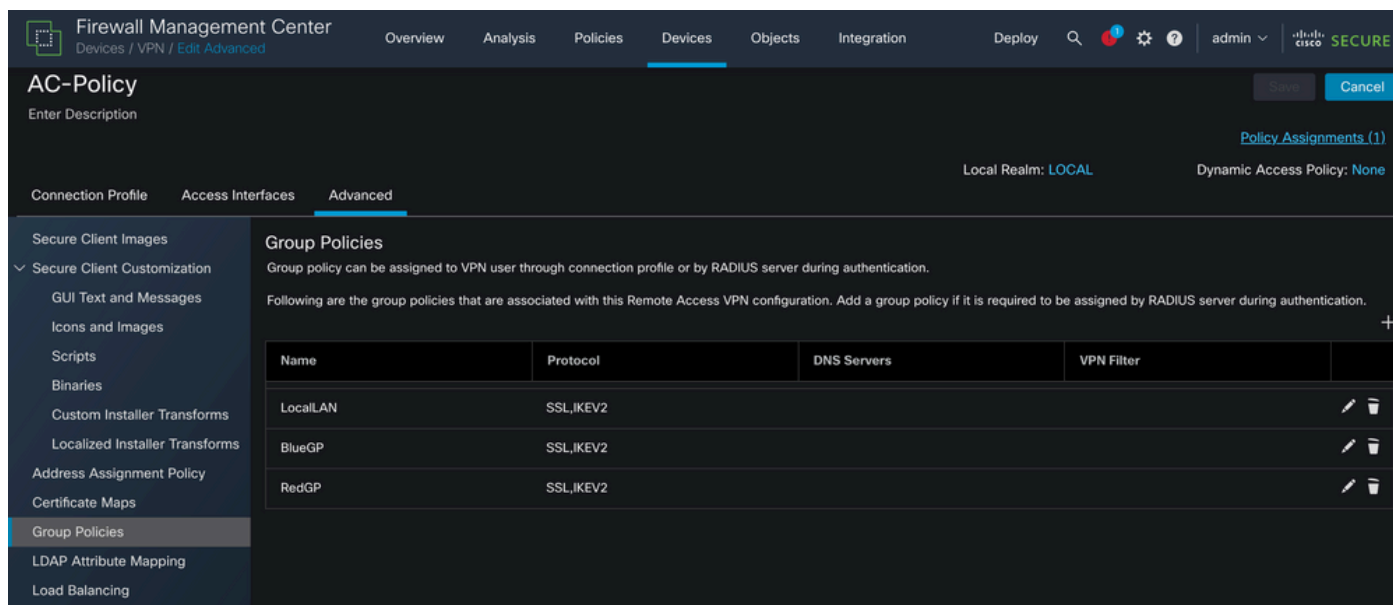 Firewall Management Center
Devices / VPN / Edit Advanced
Overview Analysis Policies Devices Objects Integration Deploy 1 admin cisco SECURE
AC-Policy
Save Cancel
Enter Description
Policy Assignments (1)
Local Realm: LOCAL Dynamic Access Policy: None
Connection Profile Access Interfaces Advanced
Secure Client Images
Secure Client Customization
GUI Text and Messages
Icons and Images
Scripts
Binaries
Custom Installer Transforms
Localized Installer Transforms
Address Assignment Policy
Certificate Maps
Group Policies
LDAP Attribute Mapping
Load Balancing
Group Policies
Group policy can be assigned to VPN user through connection profile or by RADIUS server during authentication.
Following are the group policies that are associated with this Remote Access VPN configuration. Add a group policy if it is required to be assigned by RADIUS server during authentication.
Name Protocol DNS Servers VPN Filter
LocalLAN SSL,IKEV2
BlueGP SSL,IKEV2
RedGP SSL,IKEV2